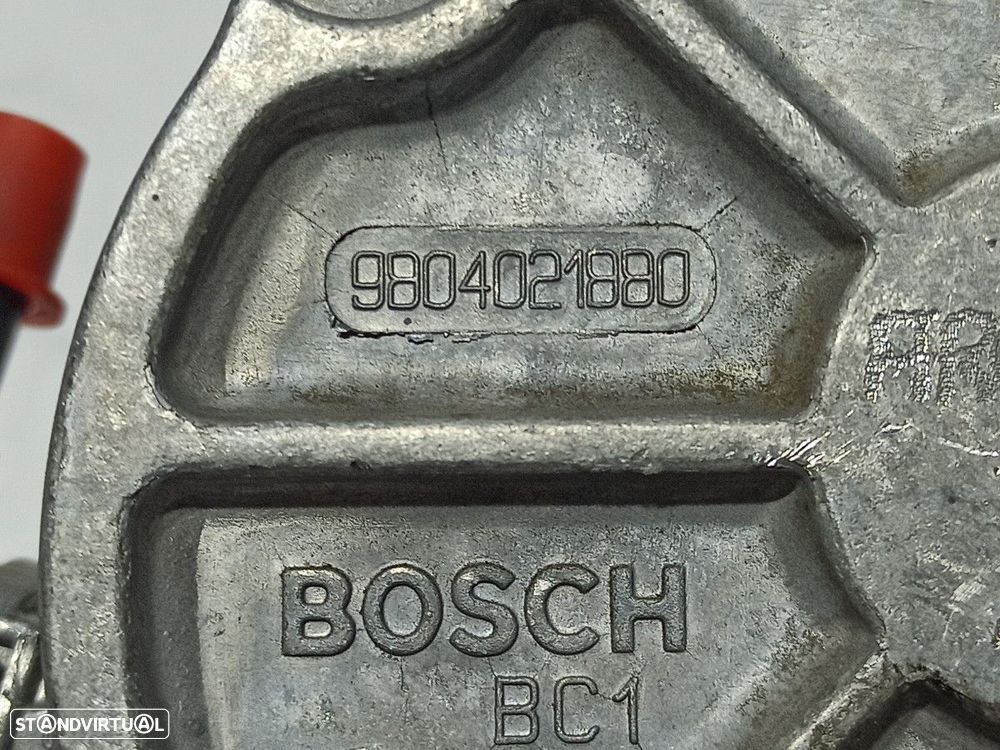 9804021880
BOSCH
BC1
STANDVIRTUAL